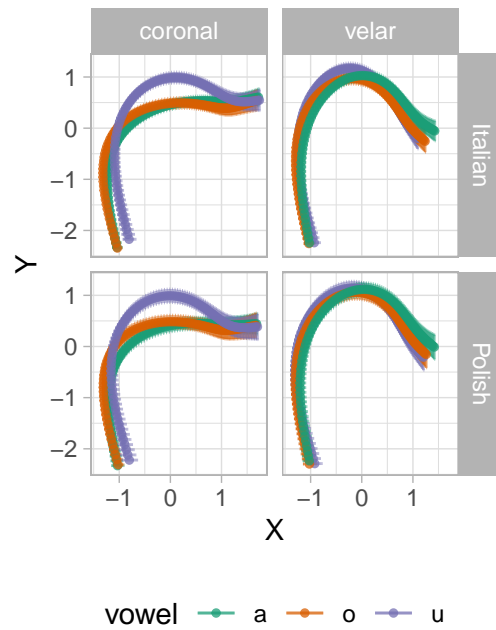 coronal velar
1
0
−1
−2
Italian
Y
1
0
−1
−2
Polish
−1 0 1 −1 0 1
X
vowel a o u